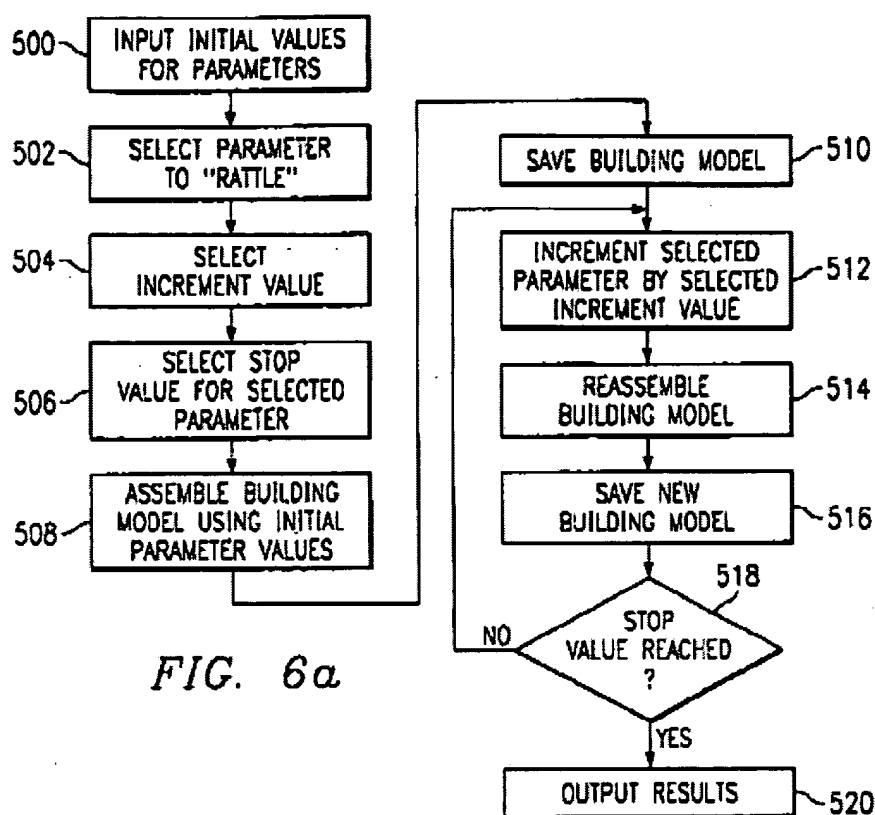 500
INPUT INITIAL VALUES
FOR PARAMETERS
502
SELECT PARAMETER
TO "RATTLE"
504
SELECT
INCREMENT VALUE
506
SELECT STOP
VALUE FOR SELECTED
PARAMETER
508
ASSEMBLE BUILDING
MODEL USING INITIAL
PARAMETER VALUES
SAVE BUILDING MODEL
510
INCREMENT SELECTED
PARAMETER BY SELECTED
INCREMENT VALUE
512
REASSEMBLE
BUILDING MODEL
514
SAVE NEW
BUILDING MODEL
516
518
STOP
VALUE REACHED
?
NO
YES
OUTPUT RESULTS
520
FIG. 6a